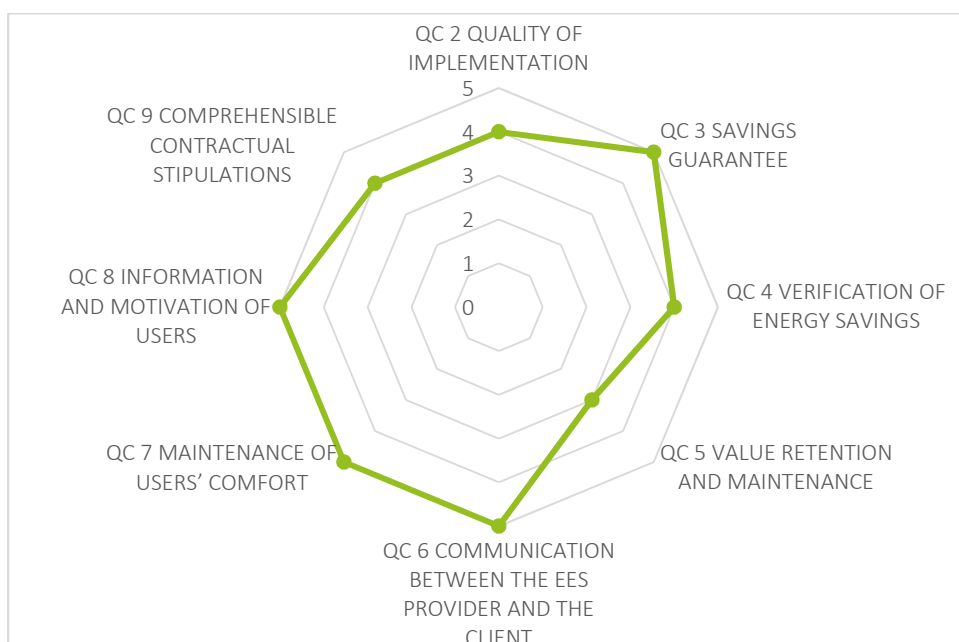 QC 2 QUALITY OF
IMPLEMENTATION
QC 3 SAVINGS
GUARANTEE
QC 4 VERIFICATION OF
ENERGY SAVINGS
QC 5 VALUE RETENTION
AND MAINTENANCE
QC 6 COMMUNICATION
BETWEEN THE EES
PROVIDER AND THE
CLIENT
QC 7 MAINTENANCE OF
USERS’ COMFORT
QC 8 INFORMATION
AND MOTIVATION OF
USERS
QC 9 COMPREHENSIBLE
CONTRACTUAL
STIPULATIONS
5
4
3
2
1
0